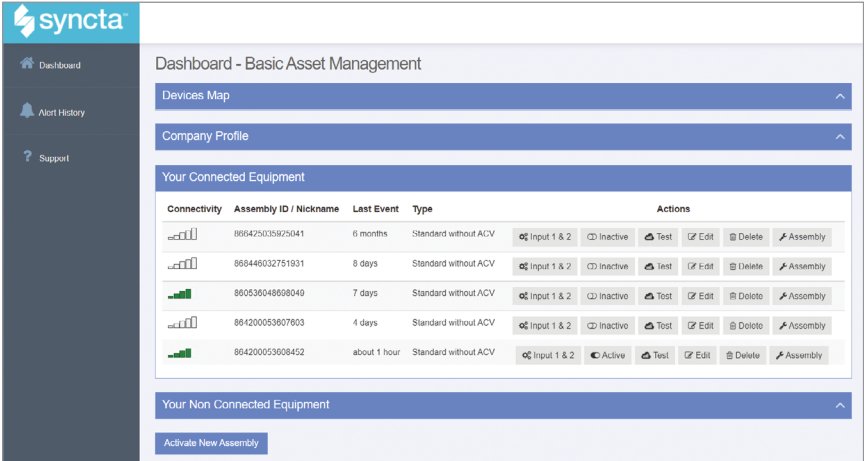 syncta
Dashboard
Alert History
Support
Dashboard - Basic Asset Management
Devices Map
Company Profile
Your Connected Equipment
Connectivity Assembly ID / Nickname Last Event Type Actions
866425035925041 6 months Standard without ACV Input 1 & 2 Inactive Test Edit Delete Assembly
868446032751931 8 days Standard without ACV Input 1 & 2 Inactive Test Edit Delete Assembly
860536048698049 7 days Standard without ACV Input 1 & 2 Inactive Test Edit Delete Assembly
864200053607603 4 days Standard without ACV Input 1 & 2 Inactive Test Edit Delete Assembly
864200053608452 about 1 hour Standard without ACV Input 1 & 2 Active Test Edit Delete Assembly
Your Non Connected Equipment
Activate New Assembly